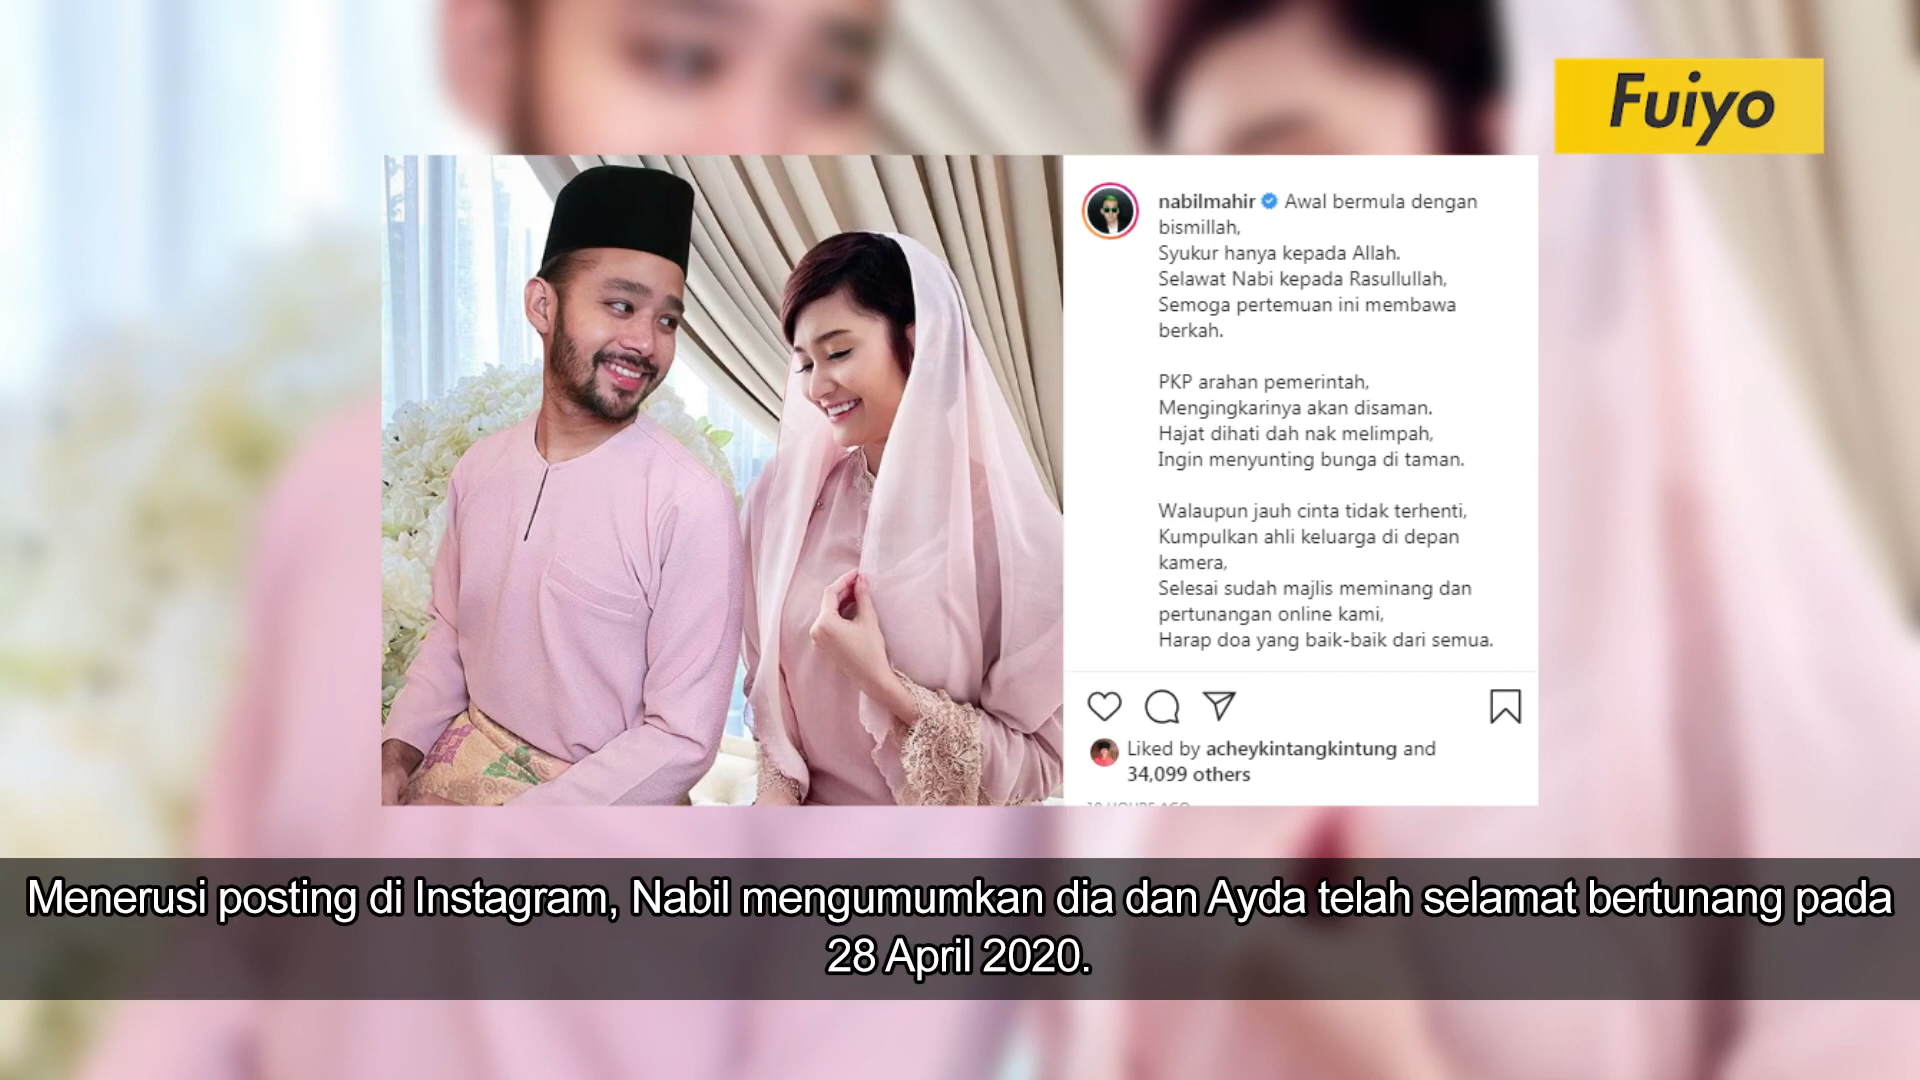 Fuiyo
nabilmahir Awal bermula dengan
bismillah,
Syukur hanya kepada Allah.
Selawat Nabi kepada Rasullullah,
Semoga pertemuan ini membawa
berkah.
PKP arahan pemerintah,
Mengingkarinya akan disaman.
Hajat dihati dah nak melimpah,
Ingin menyunting bunga di taman.
Walaupun jauh cinta tidak terhenti,
Kumpulkan ahli keluarga di depan
kamera,
Selesai sudah majlis meminang dan
pertunangan online kami,
Harap doa yang baik-baik dari semua.
Liked by acheykintangkintung and
34,099 others
HOURS AGO
Menerusi posting di Instagram, Nabil mengumumkan dia dan Ayda telah selamat bertunang pada
28 April 2020.